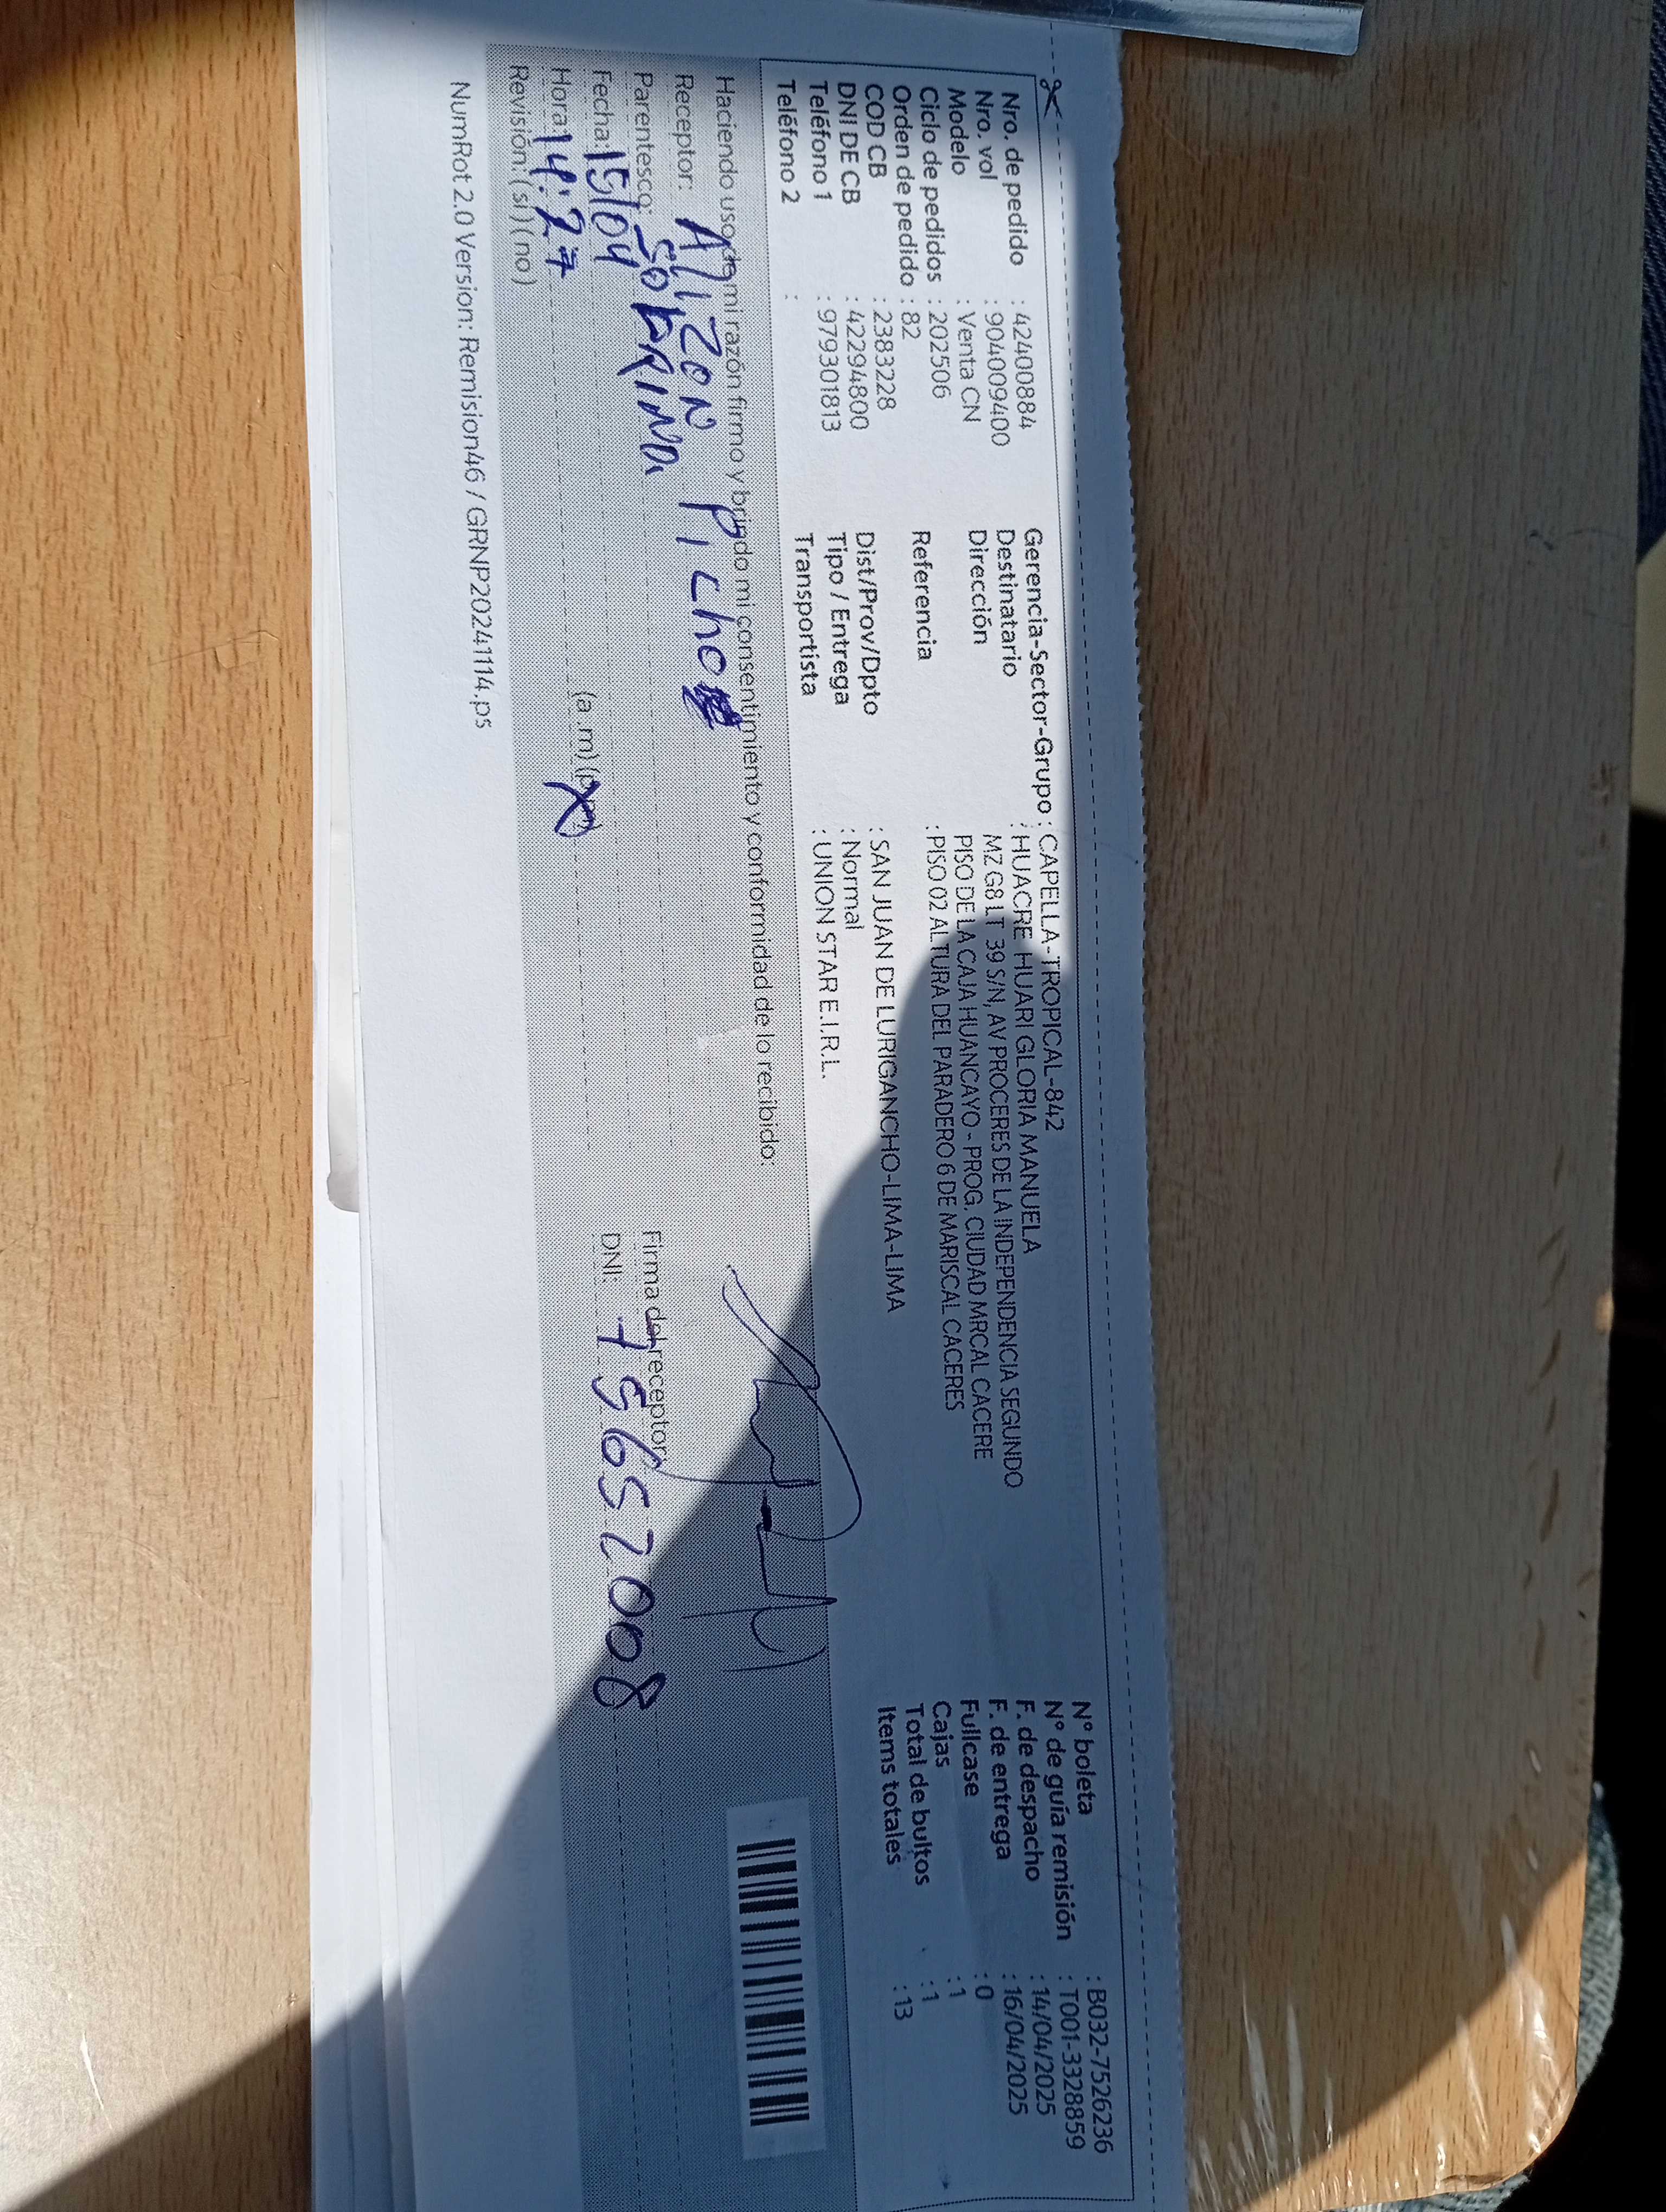 Nro. de pedido : 42400884
Nro. vol : 904009400
Modelo : Venta CN
Ciclo de pedidos : 202506
Orden de pedido : 82
COD CB : 2383228
DNI DE CB : 42294800
Teléfono 1 : 979301813
Teléfono 2 :
Gerencia-Sector-Grupo : CAPELLA-TROPICAL-842
Destinatario : HUACRE HUARI GLORIA MANUELA
Dirección MZ G8 LT 39 S/N, AV PROCERES DE LA INDEPENDENCIA SEGUNDO
PISO DE LA CAJA HUANCAYO - PROG. CIUDAD MRCAL CACERE
Referencia : PISO 02 ALTURA DEL PARADERO 6 DE MARISCAL CACERES
Dist/Prov/Dpto : SAN JUAN DE LURIGANCHO-LIMA-LIMA
Tipo / Entrega : Normal
Transportista : UNION STAR E.I.R.L.
N° boleta : B032-7526236
N° de guía remisión : T001-3328859
F. de despacho : 14/04/2025
F. de entrega : 16/04/2025
Fullcase : 0
Cajas : 1
Total de bultos : 1
Items totales : 13
Haciendo uso de mi razón firmo y brindo mi consentimiento y conformidad de lo recibido:
Receptor: Alizon Picho
Parentesco: Sobrina
Fecha: 15/04
Hora: 14:27 (a.m) (p.m)
Revisión: (si) (no)
Firma del receptor:
DNI: 75652008
NumRot 2.0 Version: Remision46 / GRNP20241114.ps